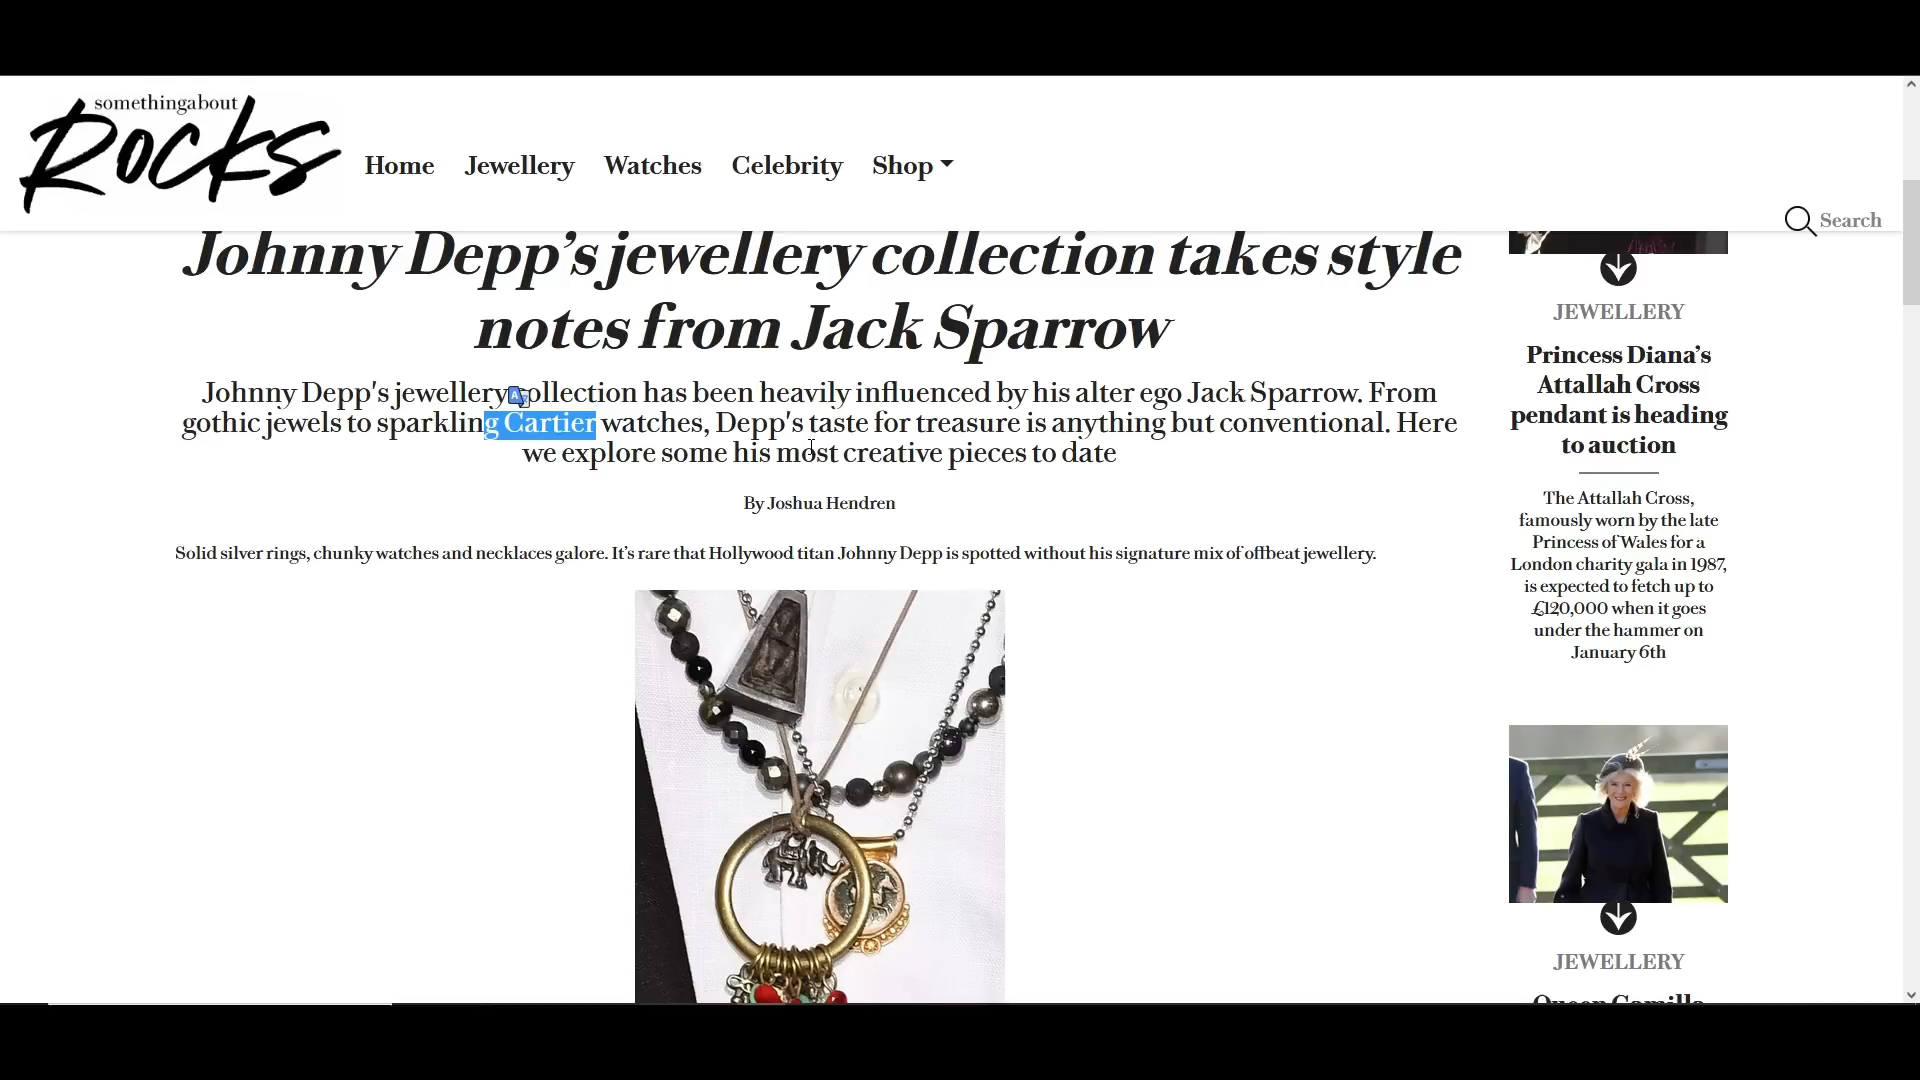 somethingabout
Rocks
Home Jewellery Watches Celebrity Shop
Search
Johnny Depp's jewellery collection takes style
notes from Jack Sparrow
Johnny Depp's jewellery collection has been heavily influenced by his alter ego Jack Sparrow. From
gothic jewels to sparkling Cartier watches, Depp's taste for treasure is anything but conventional. Here
we explore some his most creative pieces to date
By Joshua Hendren
Solid silver rings, chunky watches and necklaces galore. It's rare that Hollywood titan Johnny Depp is spotted without his signature mix of offbeat jewellery.
JEWELLERY
Princess Diana's
Attallah Cross
pendant is heading
to auction
The Attallah Cross,
famously worn by the late
Princess of Wales for a
London charity gala in 1987,
is expected to fetch up to
£120,000 when it goes
under the hammer on
January 6th
JEWELLERY
Queen Camilla